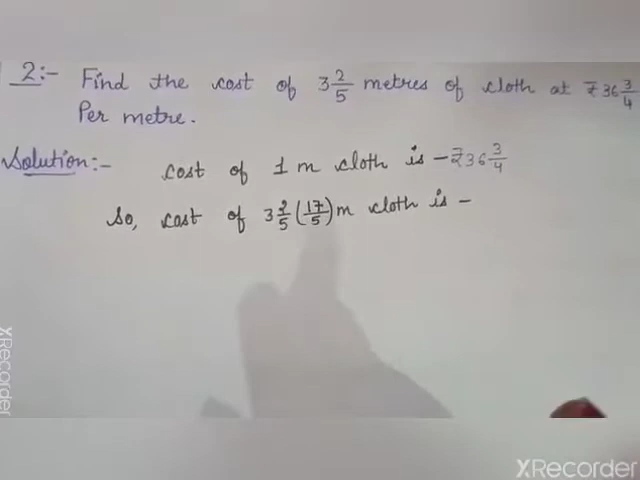 2:- Find the cost of 3 2/5 metres of cloth at ₹36 3/4
Per metre.
Solution:- cost of 1 m cloth is - ₹36 3/4
So, cost of 3 2/5 (17/5) m cloth is -
XRecorder
XRecorder